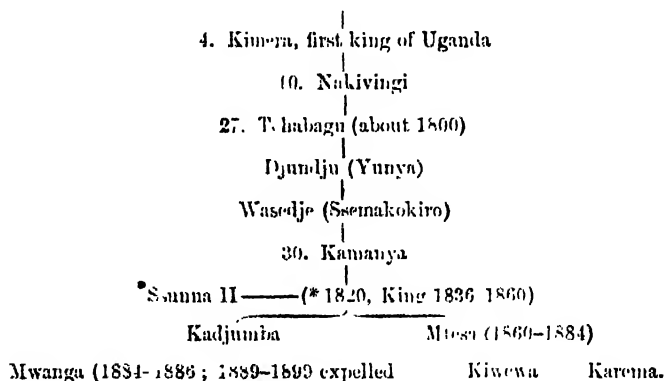 4. Kimera, first king of Uganda
10. Nakivingi
27. Tchabagu (about 1800)
Djundju (Yunya)
Wasedje (Ssemakokiro)
30. Kamanya
Suunna II (* 1820, King 1836-1860)
Kadjumba Mtesa (1860-1884)
Mwanga (1884-1886; 1889-1899 expelled Kiwewa Karema.